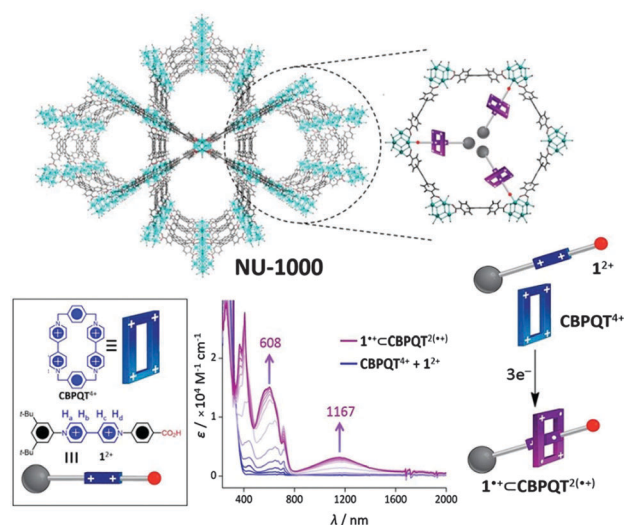 NU-1000
1²⁺
CBPQT⁴⁺
3e⁻
1•⁺⊂CBPQT²⁽•⁺⁾
N
N
N
N
CBPQT⁴⁺
≡
t-Bu
t-Bu
Hₐ H_b H_c H_d
N
N
CO₂H
1²⁺
608
1167
1•⁺⊂CBPQT²⁽•⁺⁾
CBPQT⁴⁺ + 1²⁺
ε / ×10⁴ M⁻¹ cm⁻¹
2
1
0
400 800 1200 1600 2000
λ / nm